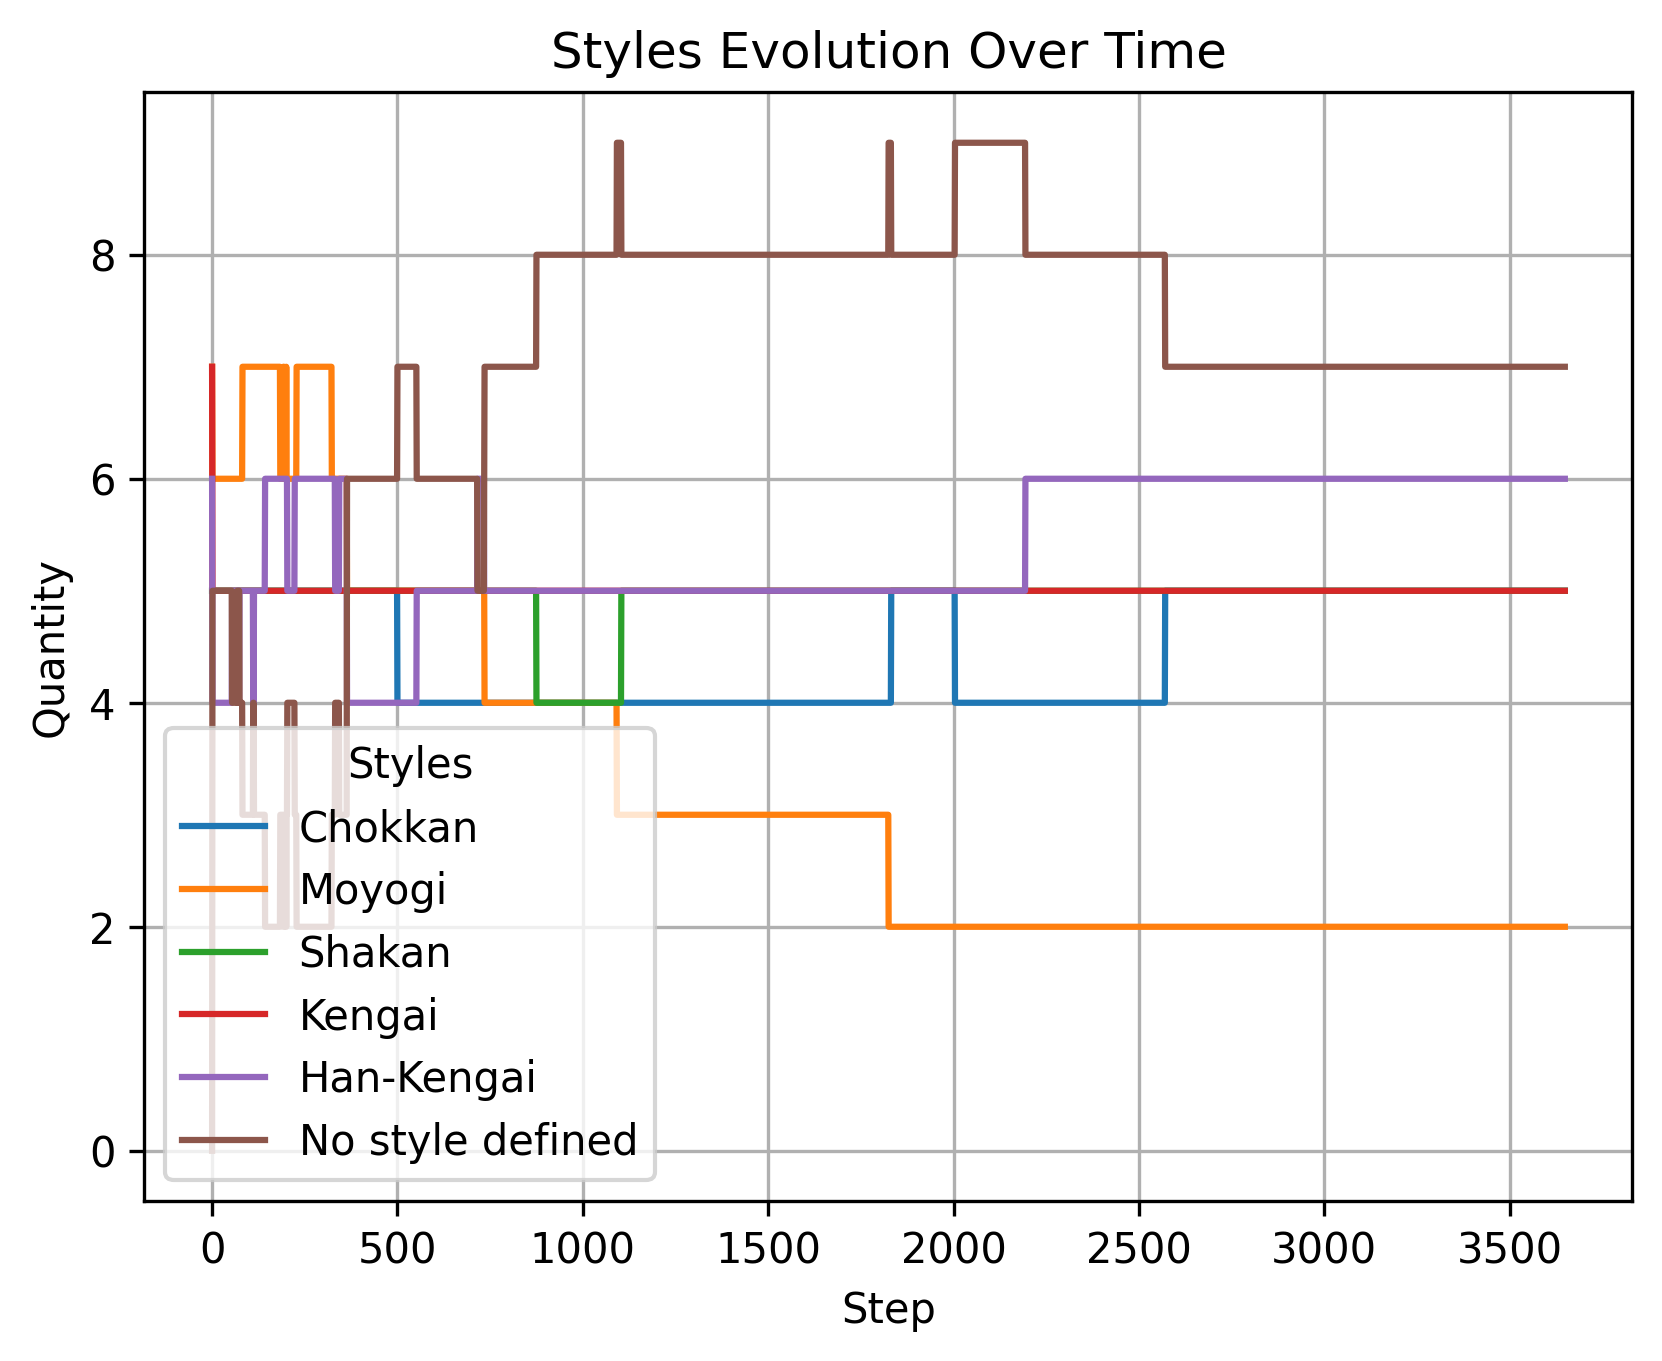 Styles Evolution Over Time
Quantity
8
6
4
2
0
Styles
Chokkan
Moyogi
Shakan
Kengai
Han-Kengai
No style defined
0 500 1000 1500 2000 2500 3000 3500
Step